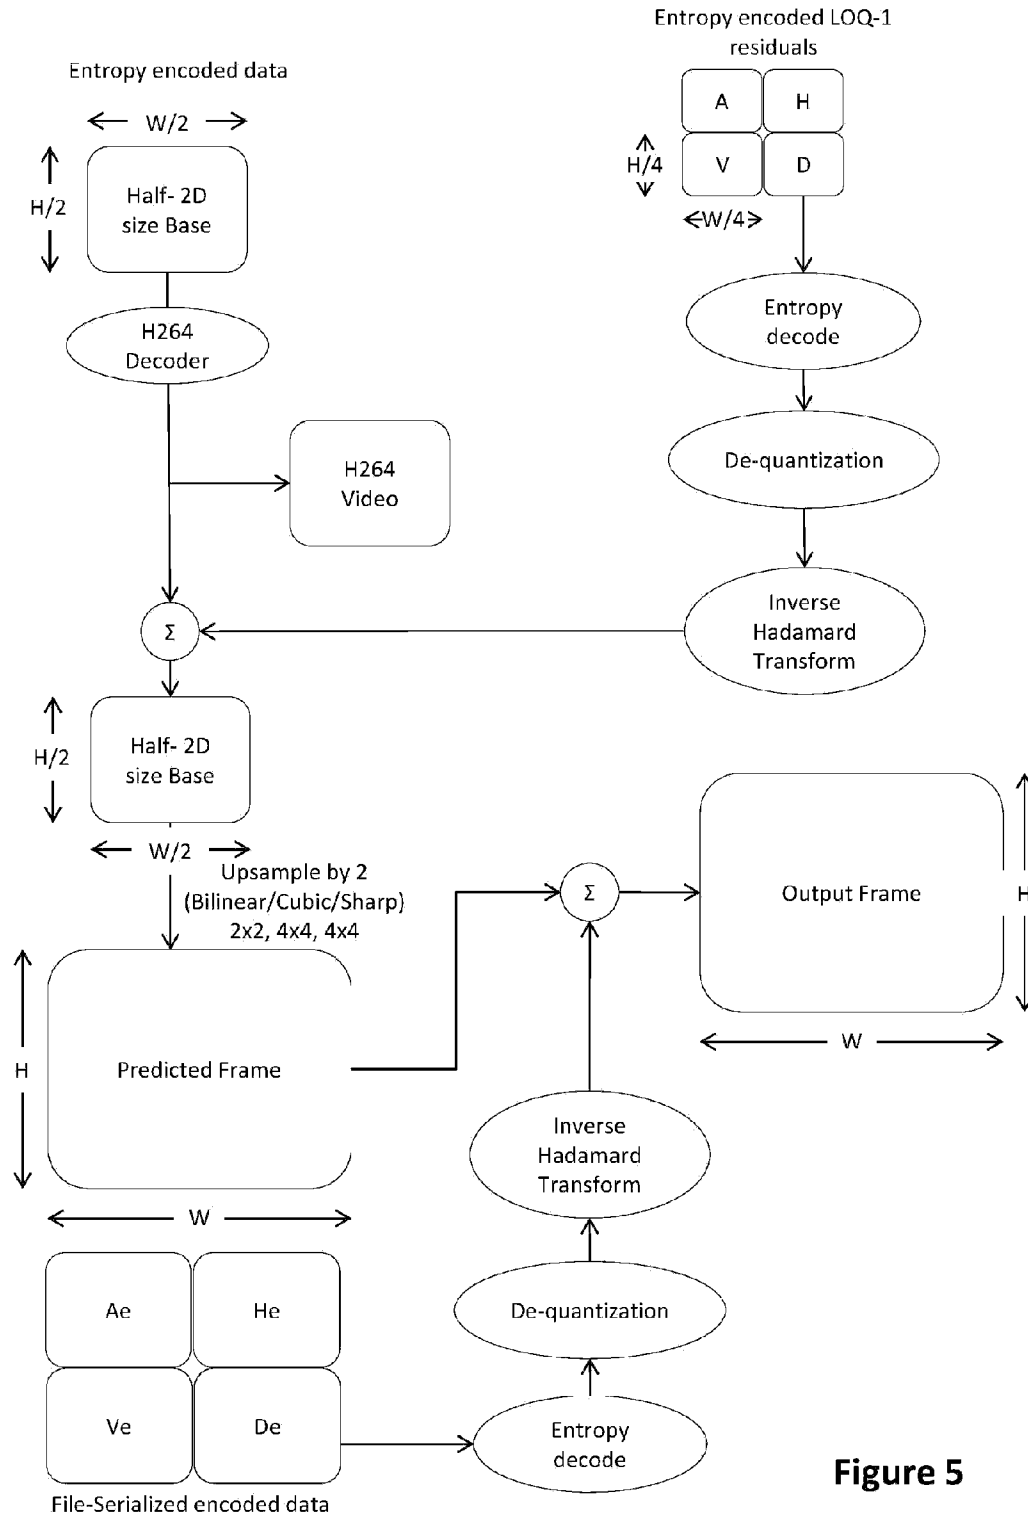 Entropy encoded LOQ-1
residuals
Entropy encoded data
A
H
W/2
H/4
V
D
H/2
Half- 2D
size Base
W/4
Entropy
decode
H264
Decoder
De-quantization
H264
Video
Inverse
Hadamard
Transform
Σ
H/2
Half- 2D
size Base
W/2
Upsample by 2
(Bilinear/Cubic/Sharp)
2x2, 4x4, 4x4
Σ
Output Frame
H
W
H
Predicted Frame
Inverse
Hadamard
Transform
W
Ae
He
De-quantization
Ve
De
Entropy
decode
Figure 5
File-Serialized encoded data